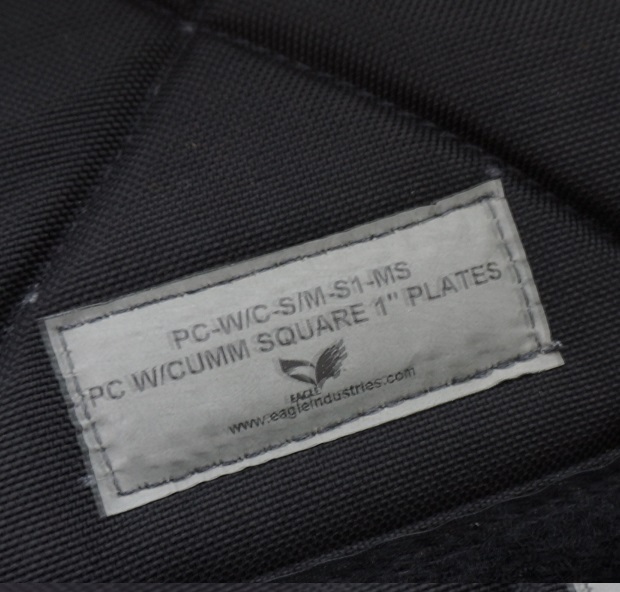 PC-W/C-S/M-S1-MS
PC W/CUMM SQUARE 1" PLATES
EAGLE
www.eagleindustries.com